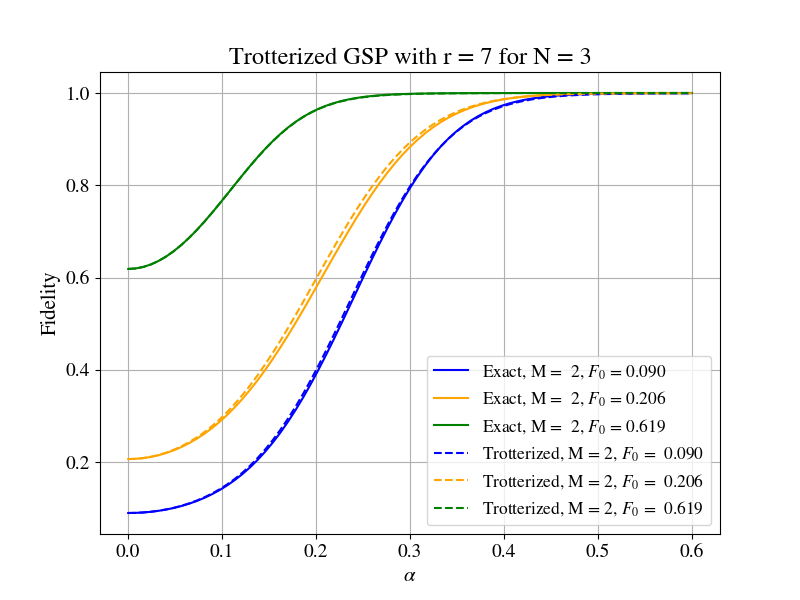 Trotterized GSP with r = 7 for N = 3
Fidelity
1.0
0.8
0.6
0.4
0.2
0.0
0.1
0.2
0.3
0.4
0.5
0.6
α
Exact, M = 2, F₀ = 0.090
Exact, M = 2, F₀ = 0.206
Exact, M = 2, F₀ = 0.619
Trotterized, M = 2, F₀ = 0.090
Trotterized, M = 2, F₀ = 0.206
Trotterized, M = 2, F₀ = 0.619